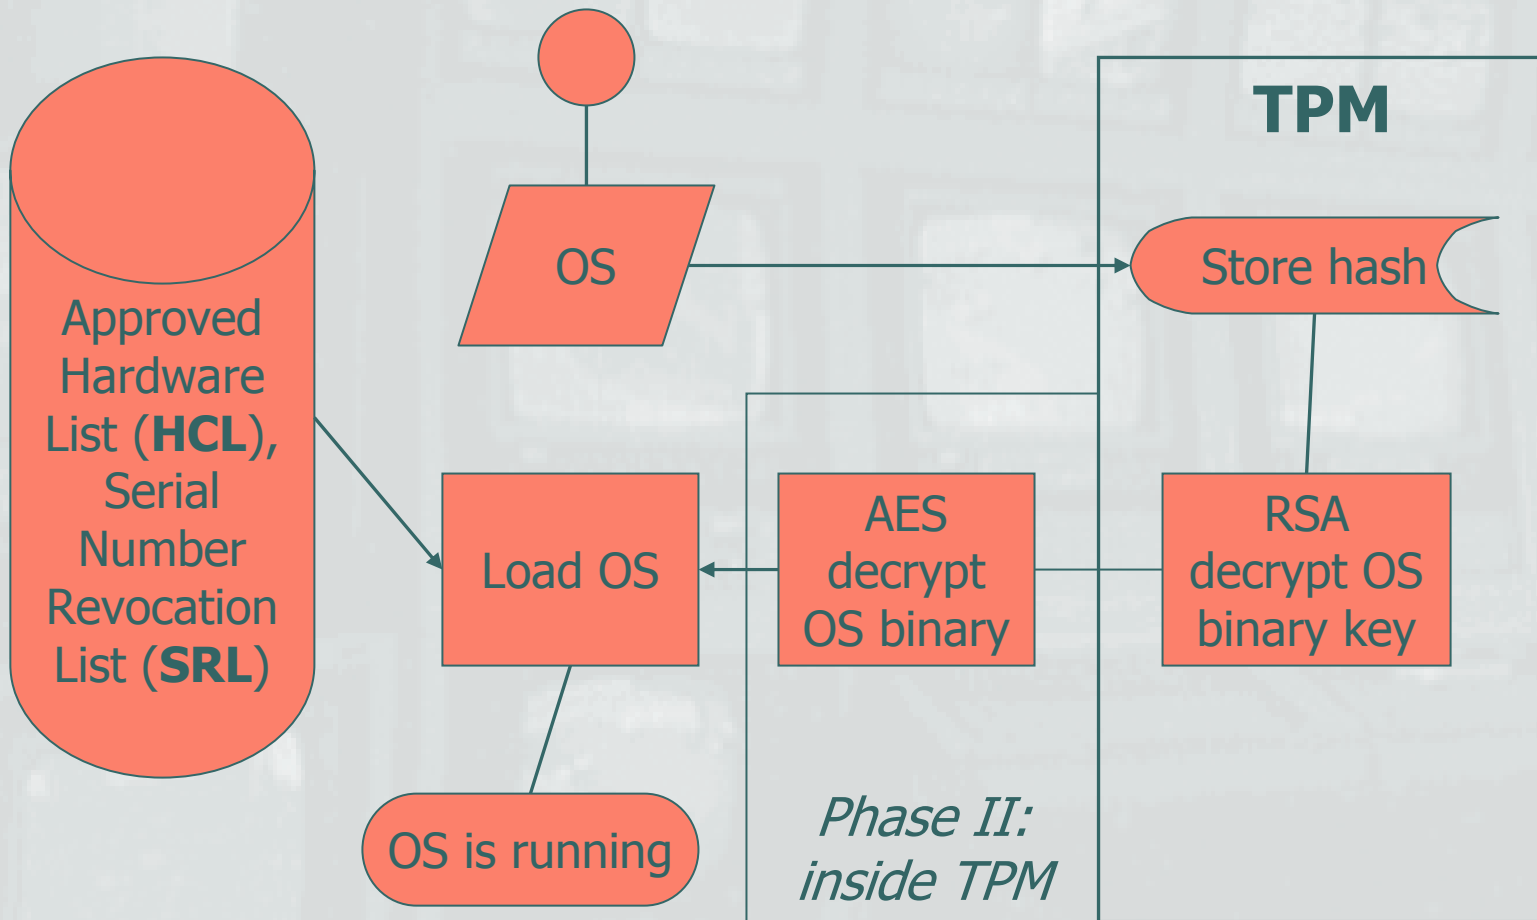 TPM
OS
Store hash
Approved
Hardware
List (HCL),
Serial
Number
Revocation
List (SRL)
Load OS
AES
decrypt
OS binary
RSA
decrypt OS
binary key
OS is running
Phase II:
inside TPM